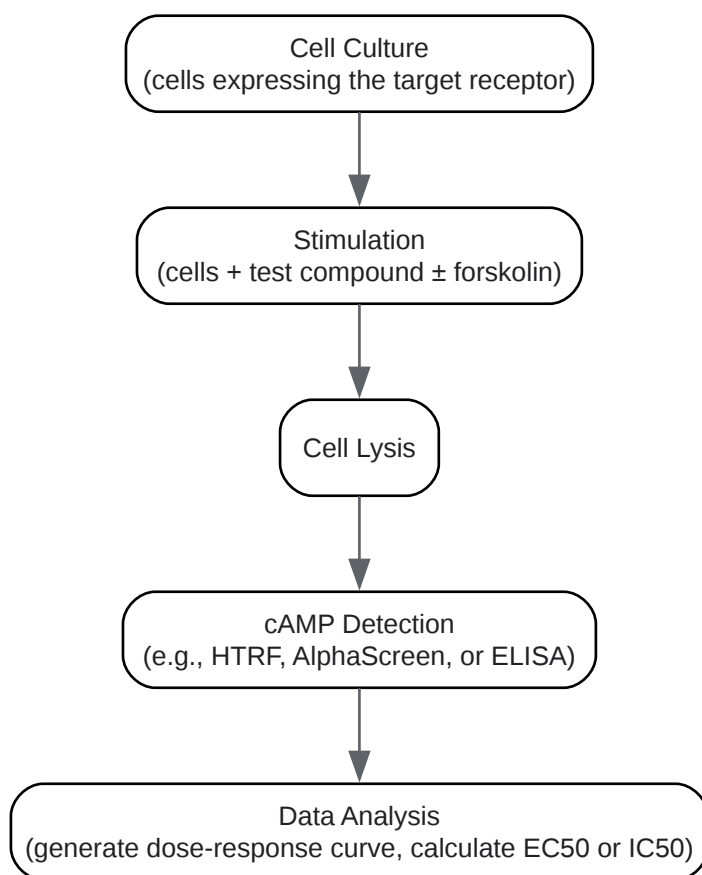 Cell Culture
(cells expressing the target receptor)
Stimulation
(cells + test compound ± forskolin)
Cell Lysis
cAMP Detection
(e.g., HTRF, AlphaScreen, or ELISA)
Data Analysis
(generate dose-response curve, calculate EC50 or IC50)